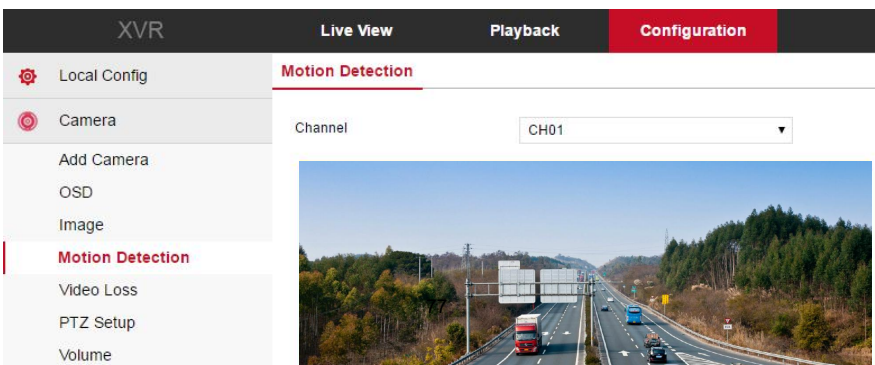 XVR
Live View
Playback
Configuration
Local Config
Camera
Add Camera
OSD
Image
Motion Detection
Video Loss
PTZ Setup
Volume
Motion Detection
Channel
CH01